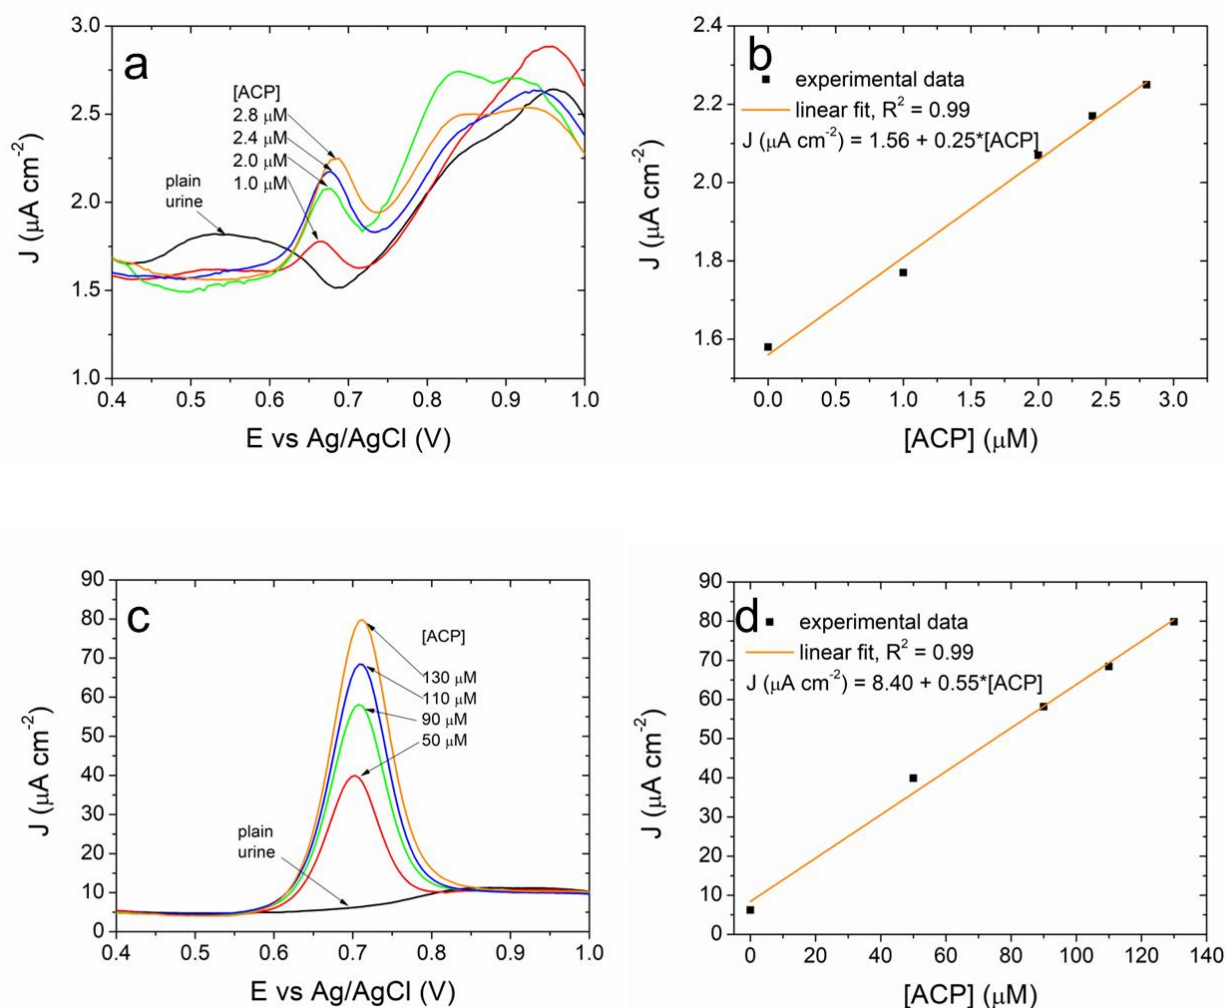 a
3.0
2.5
2.0
1.5
1.0
J (μA cm⁻²)
[ACP]
2.8 μM
2.4 μM
2.0 μM
1.0 μM
plain
urine
0.4 0.5 0.6 0.7 0.8 0.9 1.0
E vs Ag/AgCl (V)
b
2.4
2.2
2.0
1.8
1.6
J (μA cm⁻²)
experimental data
linear fit, R² = 0.99
J (μA cm⁻²) = 1.56 + 0.25*[ACP]
0.0 0.5 1.0 1.5 2.0 2.5 3.0
[ACP] (μM)
c
90
80
70
60
50
40
30
20
10
0
J (μA cm⁻²)
[ACP]
130 μM
110 μM
90 μM
50 μM
plain
urine
0.4 0.5 0.6 0.7 0.8 0.9 1.0
E vs Ag/AgCl (V)
d
90
80
70
60
50
40
30
20
10
0
J (μA cm⁻²)
experimental data
linear fit, R² = 0.99
J (μA cm⁻²) = 8.40 + 0.55*[ACP]
0 20 40 60 80 100 120 140
[ACP] (μM)